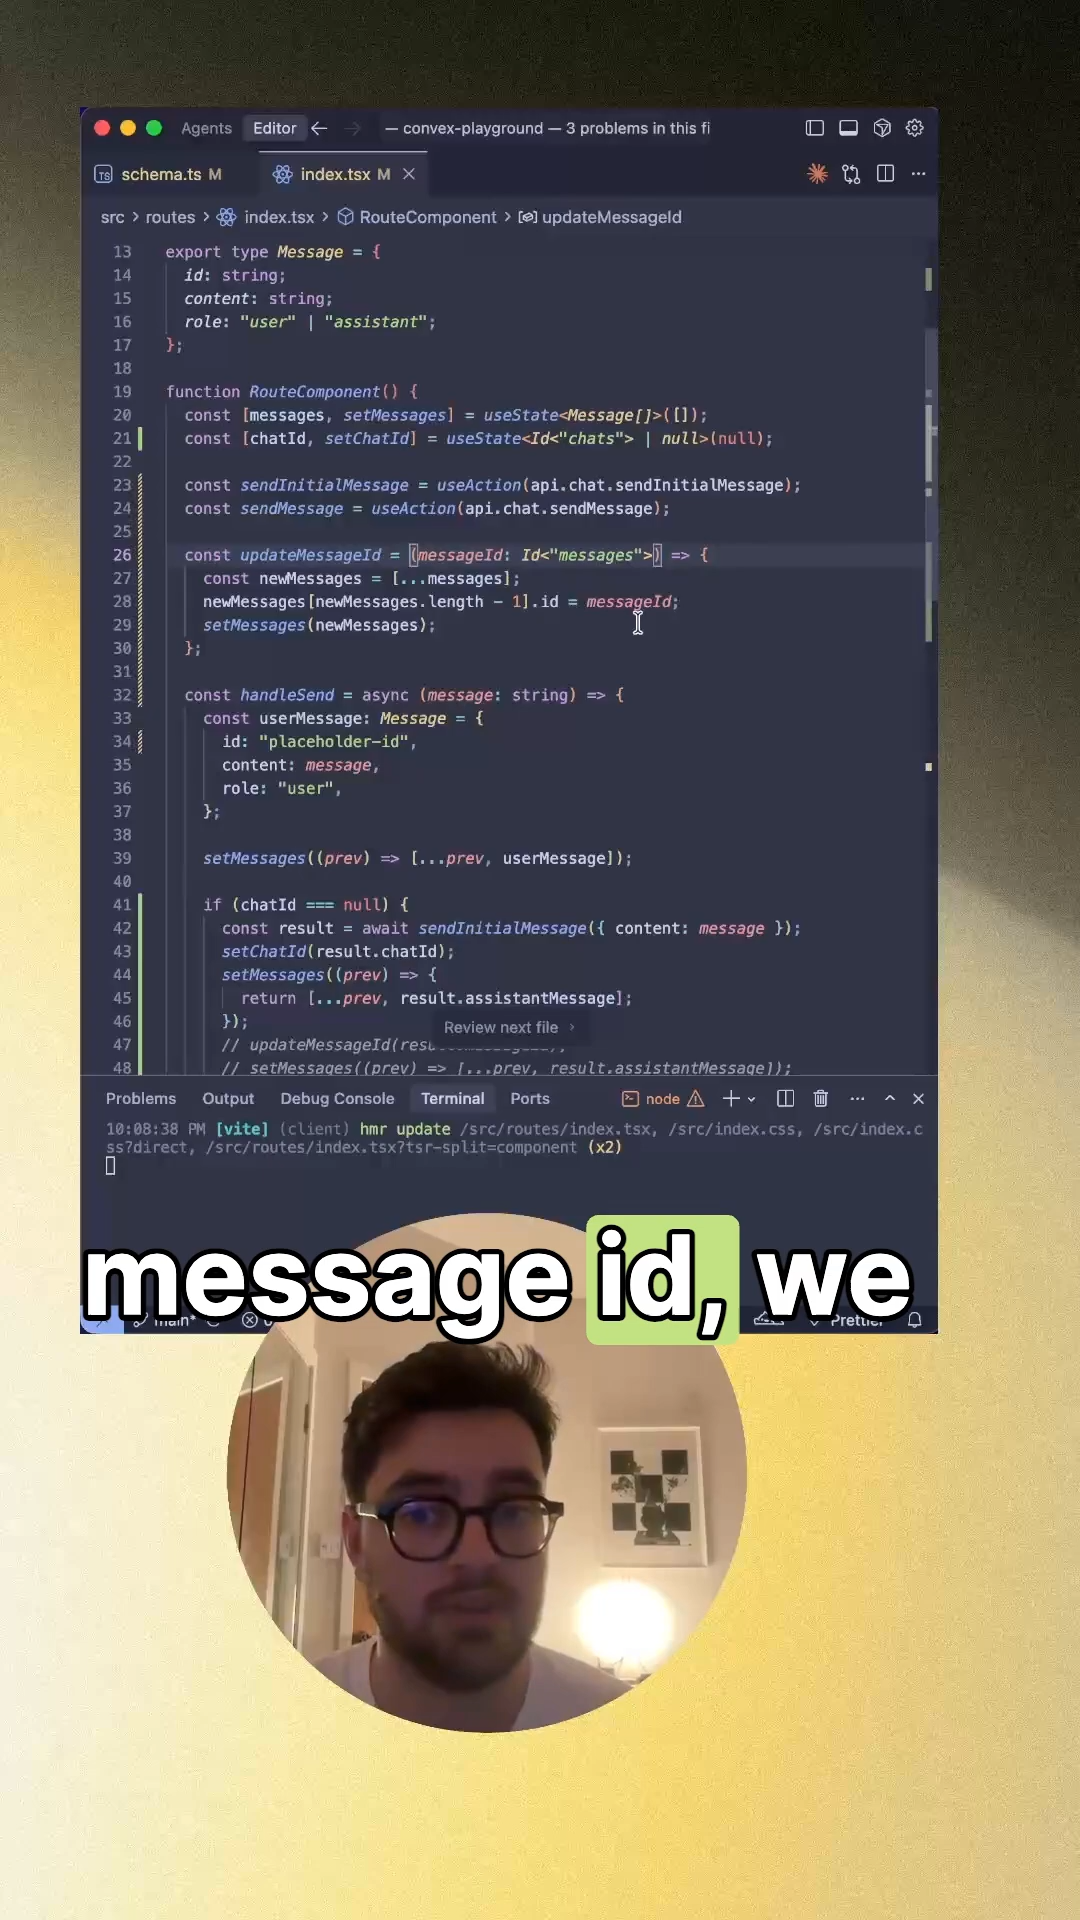 Agents Editor — convex-playground — 3 problems in this fi
TS schema.ts M index.tsx M
src > routes > index.tsx > RouteComponent > updateMessageId
13 export type Message = {
14 id: string;
15 content: string;
16 role: "user" | "assistant";
17 };
18
19 function RouteComponent() {
20 const [messages, setMessages] = useState<Message[]>([]);
21 const [chatId, setChatId] = useState<Id<"chats"> | null>(null);
22
23 const sendInitialMessage = useAction(api.chat.sendInitialMessage);
24 const sendMessage = useAction(api.chat.sendMessage);
25
26 const updateMessageId = (messageId: Id<"messages">) => {
27 const newMessages = [...messages];
28 newMessages[newMessages.length - 1].id = messageId;
29 setMessages(newMessages);
30 };
31
32 const handleSend = async (message: string) => {
33 const userMessage: Message = {
34 id: "placeholder-id",
35 content: message,
36 role: "user",
37 };
38
39 setMessages((prev) => [...prev, userMessage]);
40
41 if (chatId === null) {
42 const result = await sendInitialMessage({ content: message });
43 setChatId(result.chatId);
44 setMessages((prev) => {
45 return [...prev, result.assistantMessage];
46 });
Review next file >
47 // updateMessageId(
48 // setMessages((prev) => [...prev, result.assistantMessage]);
Problems Output Debug Console Terminal Ports node
10:08:38 PM [vite] (client) hmr update /src/routes/index.tsx, /src/index.css, /src/index.c
ss?direct, /src/routes/index.tsx?tsr-split=component (x2)
message id, we
main* Prettier